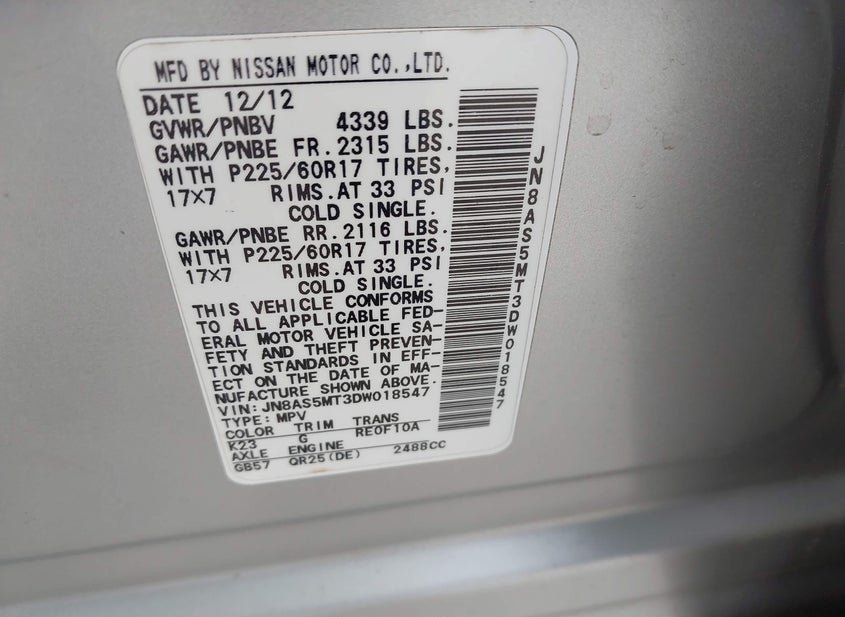 MFD BY NISSAN MOTOR CO.,LTD.
DATE 12/12
GVWR/PNBV 4339 LBS.
GAWR/PNBE FR.2315 LBS.
WITH P225/60R17 TIRES,
17X7 RIMS.AT 33 PSI
COLD SINGLE.
GAWR/PNBE RR.2116 LBS.
WITH P225/60R17 TIRES,
17X7 RIMS.AT 33 PSI
COLD SINGLE.
THIS VEHICLE CONFORMS
TO ALL APPLICABLE FED-
ERAL MOTOR VEHICLE SA-
FETY AND THEFT PREVEN-
TION STANDARDS IN EFF-
ECT ON THE DATE OF MA-
NUFACTURE SHOWN ABOVE.
VIN:JN8AS5MT3DW018547
TYPE:MPV
COLOR TRIM TRANS
K23 G RE0F10A
AXLE ENGINE
GB57 QR25(DE) 2488CC
JN8AS5MT3DW018547